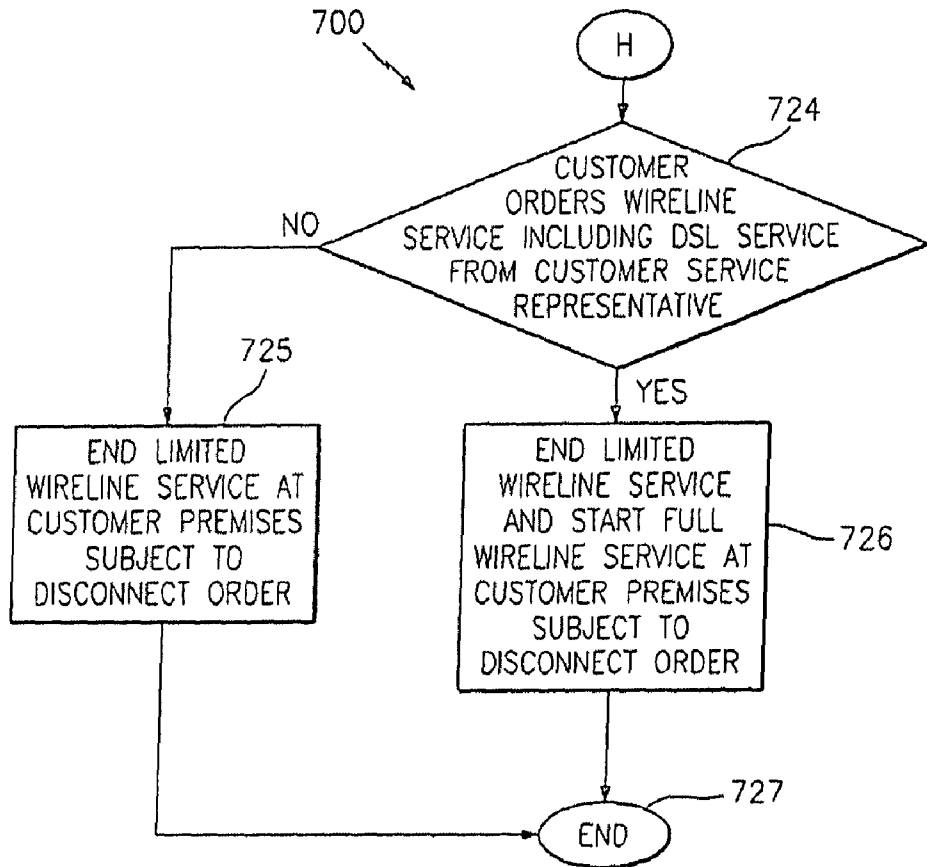 700
H
724
CUSTOMER
ORDERS WIRELINE
SERVICE INCLUDING DSL SERVICE
FROM CUSTOMER SERVICE
REPRESENTATIVE
NO
YES
725
END LIMITED
WIRELINE SERVICE AT
CUSTOMER PREMISES
SUBJECT TO
DISCONNECT ORDER
END LIMITED
WIRELINE SERVICE
AND START FULL
WIRELINE SERVICE AT
CUSTOMER PREMISES
SUBJECT TO
DISCONNECT ORDER
726
727
END